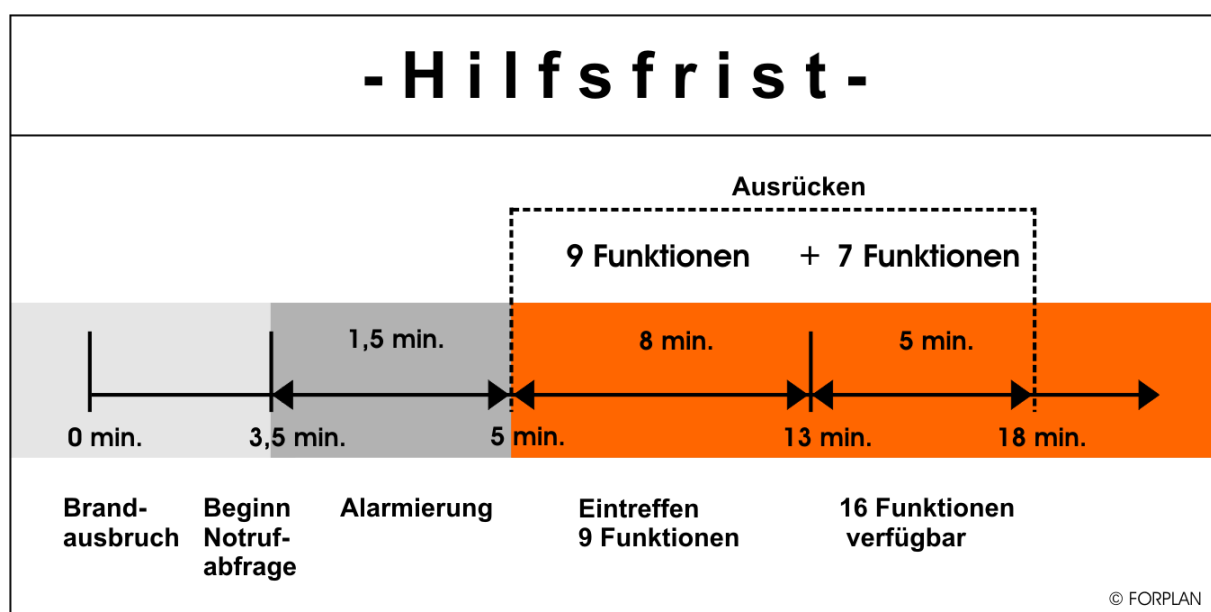 - H i l f s f r i s t -
Ausrücken
9 Funktionen + 7 Funktionen
1,5 min. 8 min. 5 min.
0 min. 3,5 min. 5 min. 13 min. 18 min.
Brand-
ausbruch
Beginn
Notruf-
abfrage
Alarmierung
Eintreffen
9 Funktionen
16 Funktionen
verfügbar
© FORPLAN